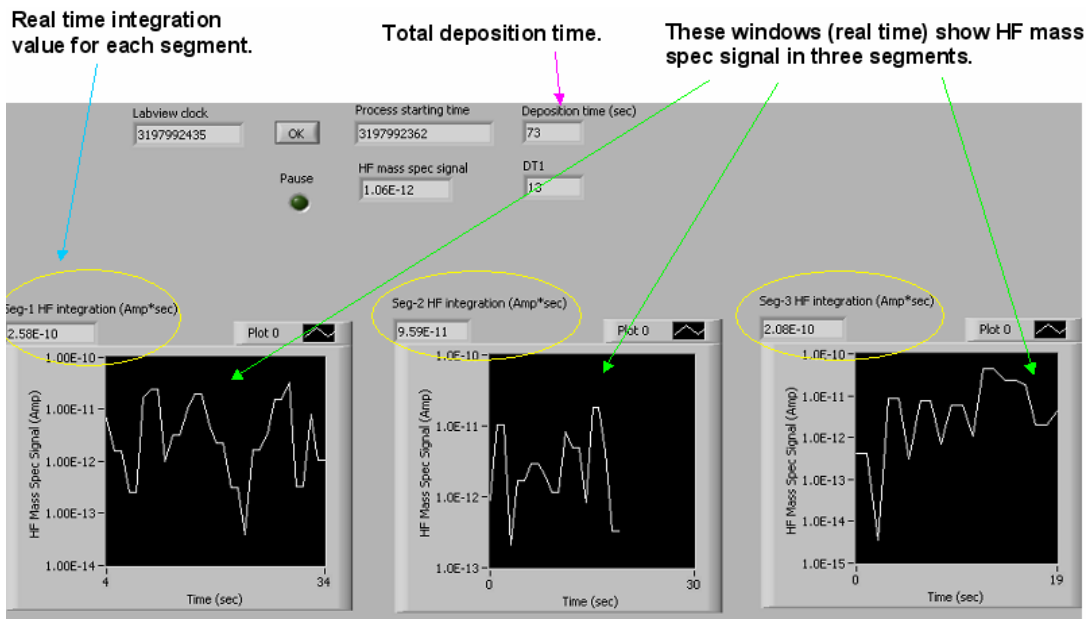 Real time integration
value for each segment.
Total deposition time.
These windows (real time) show HF mass
spec signal in three segments.
Labview clock
3197992435
OK
Process starting time
3197992362
Deposition time (sec)
73
Pause
HF mass spec signal
1.06E-12
DT1
13
Seg-1 HF integration (Amp*sec)
2.58E-10
Plot 0
HF Mass Spec Signal (Amp)
1.00E-10
1.00E-11
1.00E-12
1.00E-13
1.00E-14
4
34
Time (sec)
Seg-2 HF integration (Amp*sec)
9.59E-11
Plot 0
HF Mass Spec Signal (Amp)
1.0E-10
1.0E-11
1.0E-12
1.0E-13
0
30
Time (sec)
Seg-3 HF integration (Amp*sec)
2.08E-10
Plot 0
HF Mass Spec Signal (Amp)
1.0E-10
1.0E-11
1.0E-12
1.0E-13
1.0E-14
1.0E-15
0
19
Time (sec)